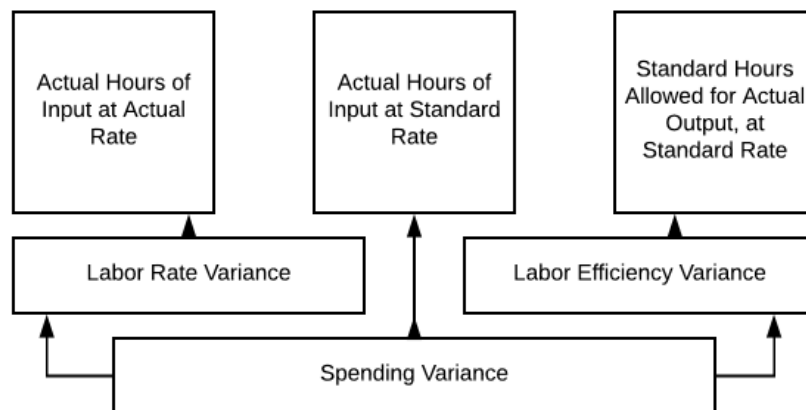 Actual Hours of
Input at Actual
Rate
Actual Hours of
Input at Standard
Rate
Standard Hours
Allowed for Actual
Output, at
Standard Rate
Labor Rate Variance
Labor Efficiency Variance
Spending Variance